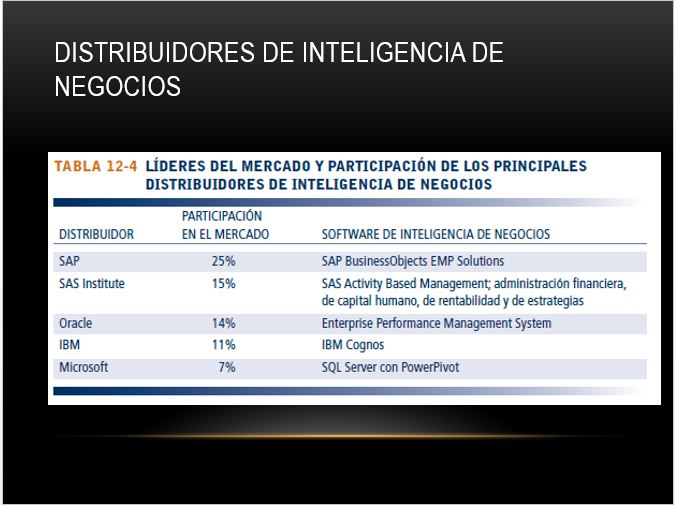 DISTRIBUIDORES DE INTELIGENCIA DE
NEGOCIOS
TABLA 12-4 LÍDERES DEL MERCADO Y PARTICIPACIÓN DE LOS PRINCIPALES
DISTRIBUIDORES DE INTELIGENCIA DE NEGOCIOS
PARTICIPACIÓN
DISTRIBUIDOR EN EL MERCADO SOFTWARE DE INTELIGENCIA DE NEGOCIOS
SAP 25% SAP BusinessObjects EMP Solutions
SAS Institute 15% SAS Activity Based Management; administración financiera,
de capital humano, de rentabilidad y de estrategias
Oracle 14% Enterprise Performance Management System
IBM 11% IBM Cognos
Microsoft 7% SQL Server con PowerPivot